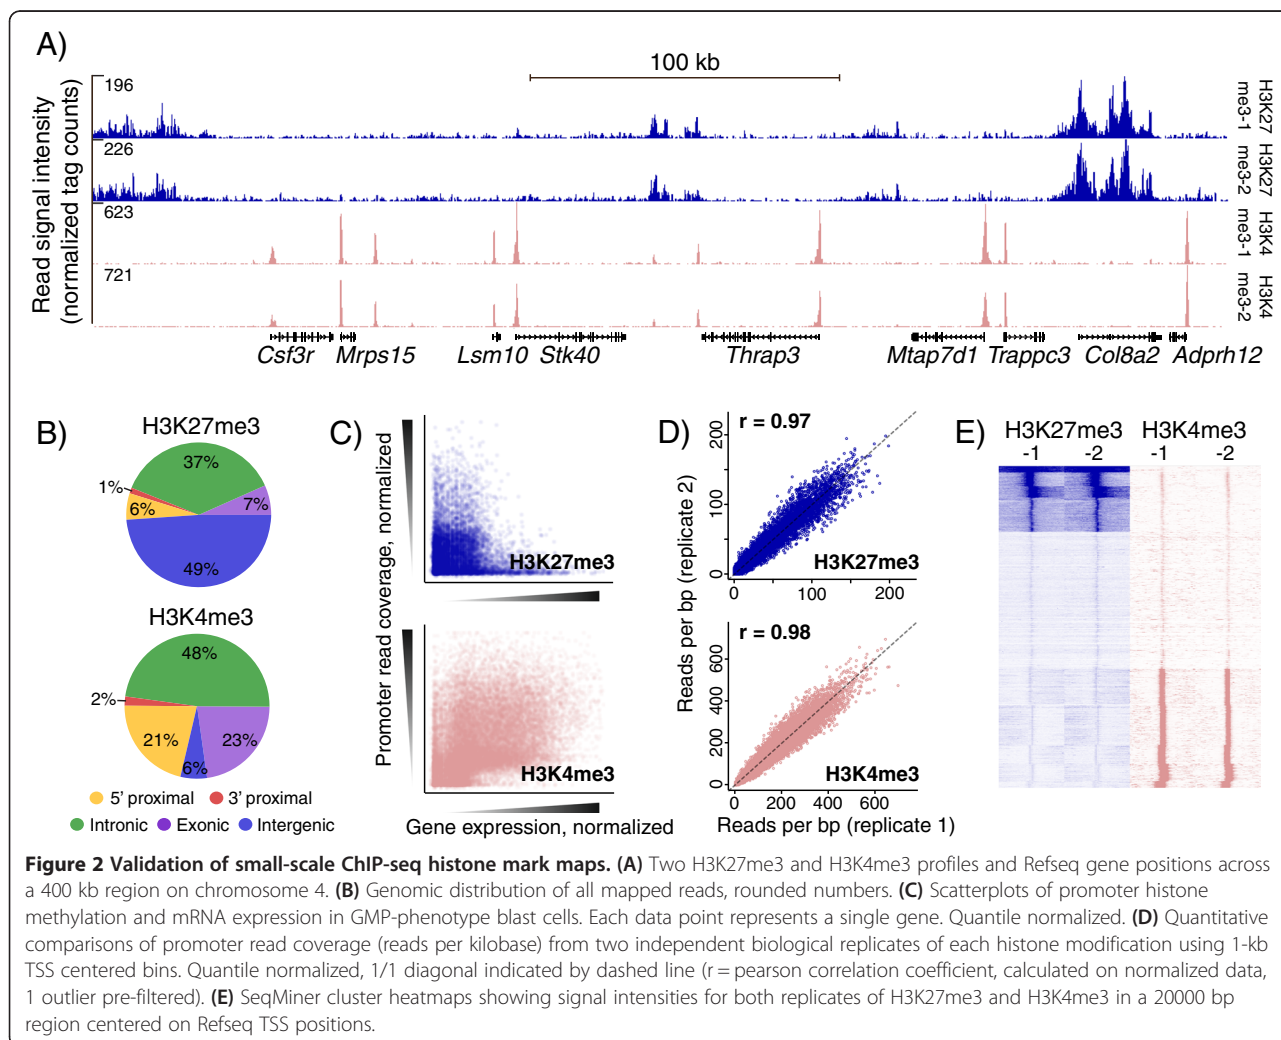 A)
100 kb
Read signal intensity
(normalized tag counts)
196
226
623
721
H3K27
me3-1
H3K27
me3-2
H3K4
me3-1
H3K4
me3-2
Csf3r Mrps15 Lsm10 Stk40 Thrap3 Mtap7d1 Trappc3 Col8a2 Adprh12
B)
H3K27me3
37%
1%
6%
7%
49%
H3K4me3
48%
2%
21%
23%
6%
5' proximal 3' proximal
Intronic Exonic Intergenic
C)
Promoter read coverage, normalized
H3K27me3
H3K4me3
Gene expression, normalized
D)
Reads per bp (replicate 2)
r = 0.97
200
100
0
H3K27me3
0 100 200
r = 0.98
600
400
200
0
H3K4me3
0 200 400 600
Reads per bp (replicate 1)
E)
H3K27me3 H3K4me3
-1 -2 -1 -2
Figure 2 Validation of small-scale ChIP-seq histone mark maps. (A) Two H3K27me3 and H3K4me3 profiles and Refseq gene positions across
a 400 kb region on chromosome 4. (B) Genomic distribution of all mapped reads, rounded numbers. (C) Scatterplots of promoter histone
methylation and mRNA expression in GMP-phenotype blast cells. Each data point represents a single gene. Quantile normalized. (D) Quantitative
comparisons of promoter read coverage (reads per kilobase) from two independent biological replicates of each histone modification using 1-kb
TSS centered bins. Quantile normalized, 1/1 diagonal indicated by dashed line (r = pearson correlation coefficient, calculated on normalized data,
1 outlier pre-filtered). (E) SeqMiner cluster heatmaps showing signal intensities for both replicates of H3K27me3 and H3K4me3 in a 20000 bp
region centered on Refseq TSS positions.